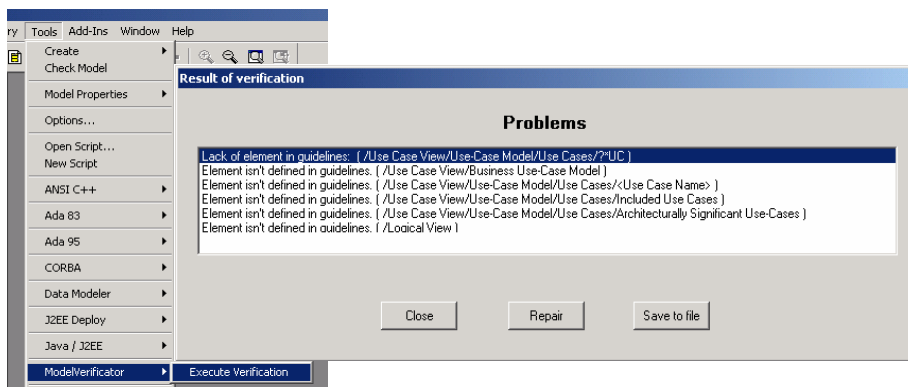 ry Tools Add-Ins Window Help
Create
Check Model
Model Properties
Options...
Open Script...
New Script
ANSI C++
Ada 83
Ada 95
CORBA
Data Modeler
J2EE Deploy
Java / J2EE
ModelVerificator
Execute Verification
Result of verification
Problems
Lack of element in guidelines: ( /Use Case View/Use-Case Model/Use Cases/?*UC )
Element isn't defined in guidelines. ( /Use Case View/Business Use-Case Model )
Element isn't defined in guidelines. ( /Use Case View/Use-Case Model/Use Cases/<Use Case Name> )
Element isn't defined in guidelines. ( /Use Case View/Use-Case Model/Use Cases/Included Use Cases )
Element isn't defined in guidelines. ( /Use Case View/Use-Case Model/Use Cases/Architecturally Significant Use-Cases )
Element isn't defined in guidelines. ( /Logical View )
Close Repair Save to file